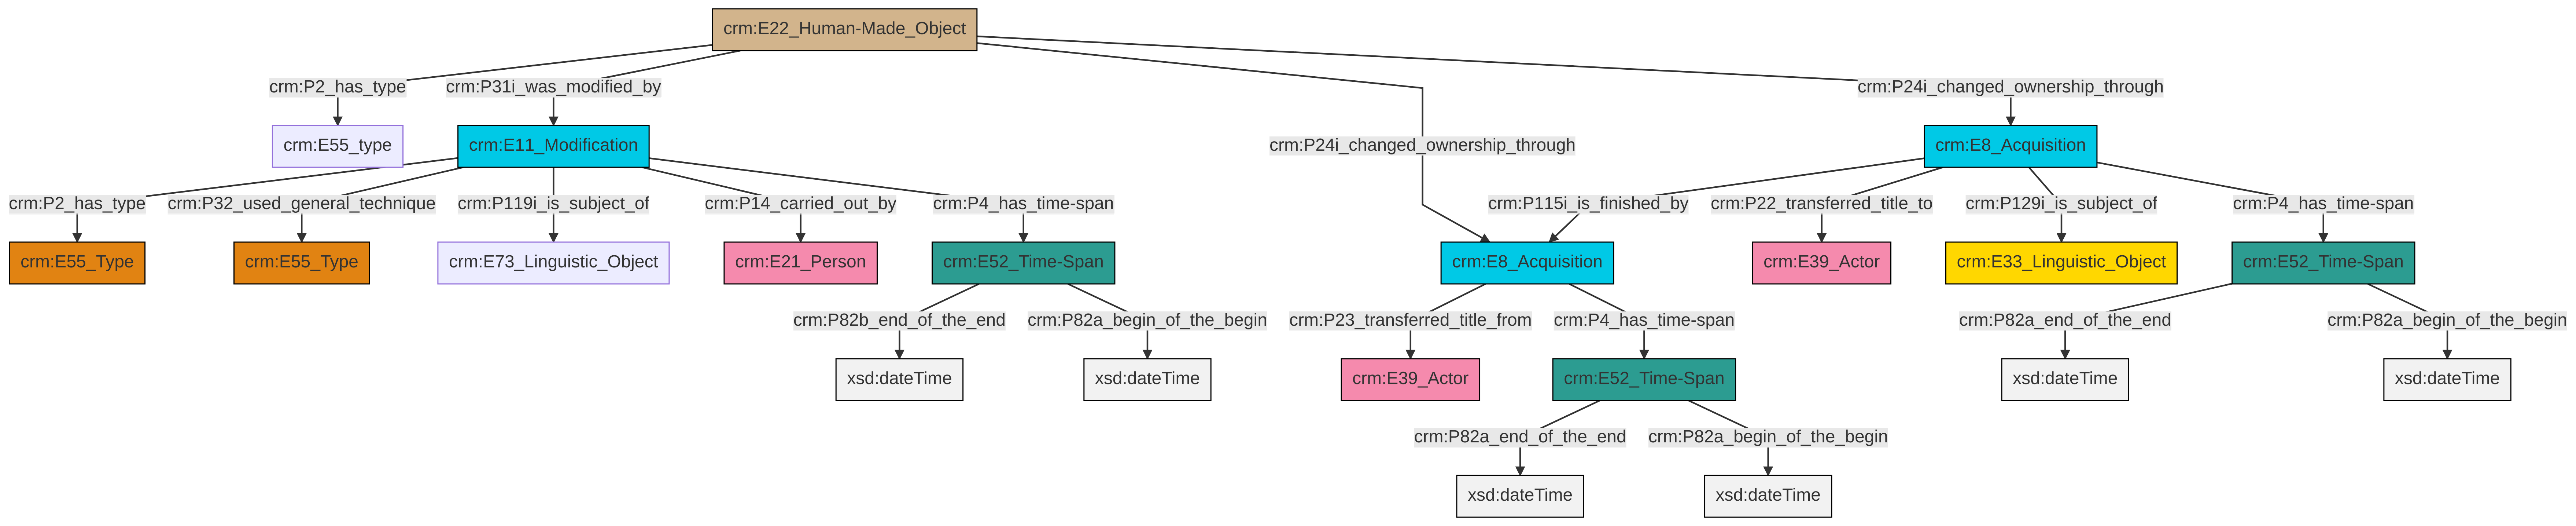 crm:E22_Human-Made_Object
crm:P2_has_type
crm:P31i_was_modified_by
crm:P24i_changed_ownership_through
crm:P24i_changed_ownership_through
crm:E55_type
crm:E11_Modification
crm:E8_Acquisition
crm:P2_has_type
crm:P32_used_general_technique
crm:P119i_is_subject_of
crm:P14_carried_out_by
crm:P4_has_time-span
crm:P115i_is_finished_by
crm:P22_transferred_title_to
crm:P129i_is_subject_of
crm:P4_has_time-span
crm:E55_Type
crm:E55_Type
crm:E73_Linguistic_Object
crm:E21_Person
crm:E52_Time-Span
crm:E8_Acquisition
crm:E39_Actor
crm:E33_Linguistic_Object
crm:E52_Time-Span
crm:P82b_end_of_the_end
crm:P82a_begin_of_the_begin
crm:P23_transferred_title_from
crm:P4_has_time-span
crm:P82a_end_of_the_end
crm:P82a_begin_of_the_begin
xsd:dateTime
xsd:dateTime
crm:E39_Actor
crm:E52_Time-Span
xsd:dateTime
xsd:dateTime
crm:P82a_end_of_the_end
crm:P82a_begin_of_the_begin
xsd:dateTime
xsd:dateTime